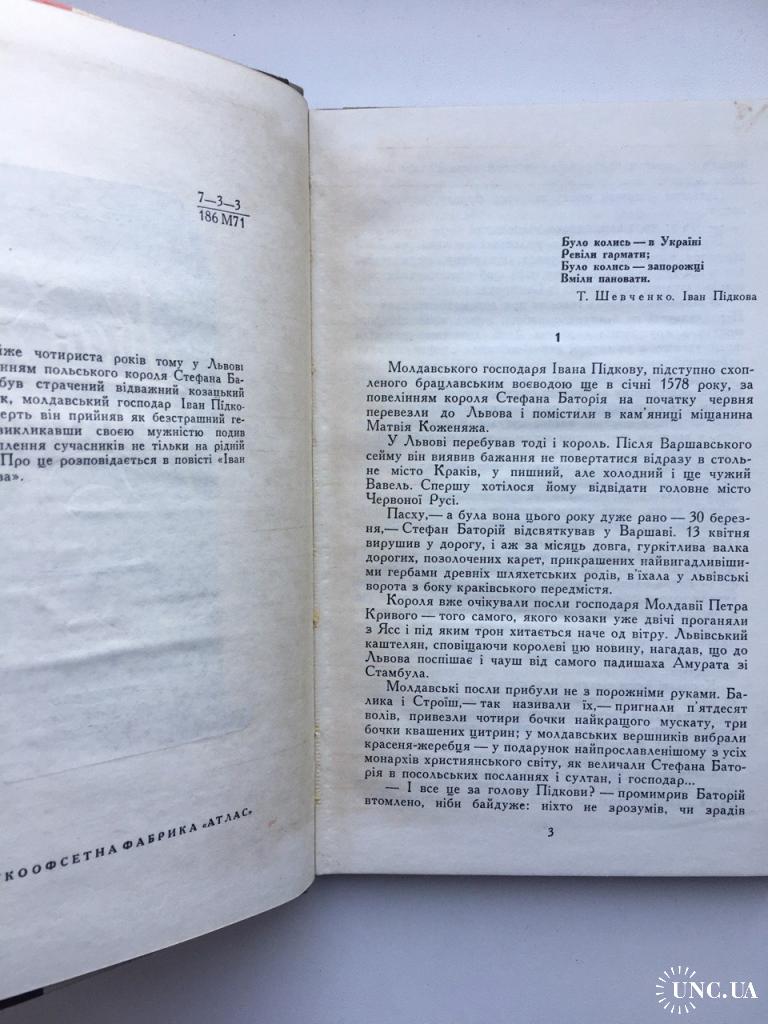 7—3—3
186 М71
іже чотириста років тому у Львові
нням польського короля Стефана Ба-
був страчений відважний козацький
к, молдавський господар Іван Підко-
ерть він прийняв як безстрашний ге-
викликавши своєю мужністю подив
плення сучасників не тільки на рідній
Про це розповідається в повісті «Іван
ва».
КООФСЕТНА ФАБРИКА «АТЛАС»
Було колись — в Україні
Ревіли гармати;
Було колись — запорожці
Вміли пановати.
Т. Шевченко. Іван Підкова
1
Молдавського господаря Івана Підкову, підступно схоп-
леного брацлавським воєводою ще в січні 1578 року, за
повелінням короля Стефана Баторія на початку червня
перевезли до Львова і помістили в кам'яниці міщанина
Матвія Коженяжа.
У Львові перебував тоді і король. Після Варшавського
сейму він виявив бажання не повертатися відразу в столь-
не місто Краків, у пишний, але холодний і ще чужий
Вавель. Спершу хотілося йому відвідати головне місто
Червоної Русі.
Пасху,— а була вона цього року дуже рано — 30 берез-
ня,— Стефан Баторій відсвяткував у Варшаві. 13 квітня
вирушив у дорогу, і аж за місяць довга, гуркітлива валка
дорогих, позолочених карет, прикрашених найвигадливіши-
ми гербами древніх шляхетських родів, в'їхала у львівські
ворота з боку краківського передмістя.
Короля вже очікували посли господаря Молдавії Петра
Кривого — того самого, якого козаки уже двічі проганяли
з Ясс і під яким трон хитається наче од вітру. Львівський
каштелян, сповіщаючи королеві цю новину, нагадав, що до
Львова поспішає і чауш від самого падишаха Амурата зі
Стамбула.
Молдавські посли прибули не з порожніми руками. Ба-
лика і Строїш,— так називали їх,— пригнали п'ятдесят
волів, привезли чотири бочки найкращого мускату, три
бочки квашених цитрин; у молдавських вершників вибрали
красеня-жеребця — у подарунок найпрославленішому з усіх
монархів християнського світу, як величали Стефана Бато-
рія в посольських посланнях і султан, і господар...
— І все це за голову Підкови? — промимрив Баторій
втомлено, ніби байдуже: ніхто не зрозумів, чи зрадів
3
UNC.UA